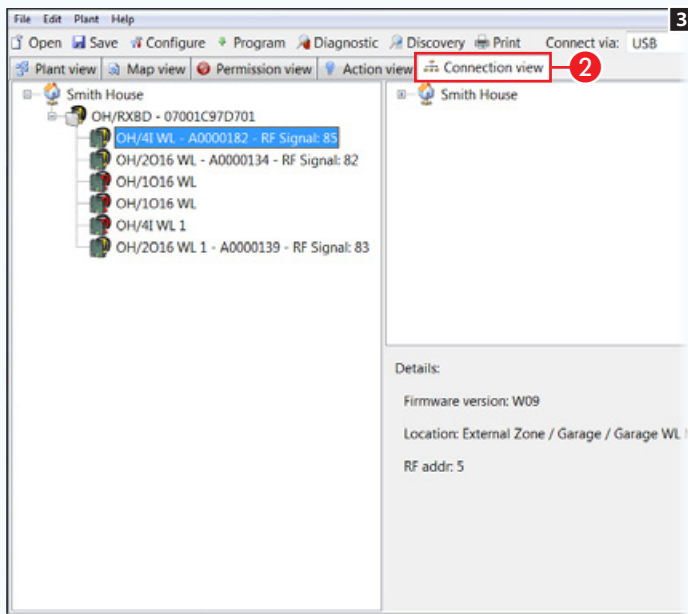 File Edit Plant Help
3
Open Save Configure Program Diagnostic Discovery Print Connect via: USB
Plant view Map view Permission view Action view Connection view 2
Smith House
OH/RXBD - 07001C97D701
OH/4I WL - A0000182 - RF Signal: 85
OH/2O16 WL - A0000134 - RF Signal: 82
OH/1O16 WL
OH/1O16 WL
OH/4I WL 1
OH/2O16 WL 1 - A0000139 - RF Signal: 83
Smith House
Details:
Firmware version: W09
Location: External Zone / Garage / Garage WL
RF addr: 5